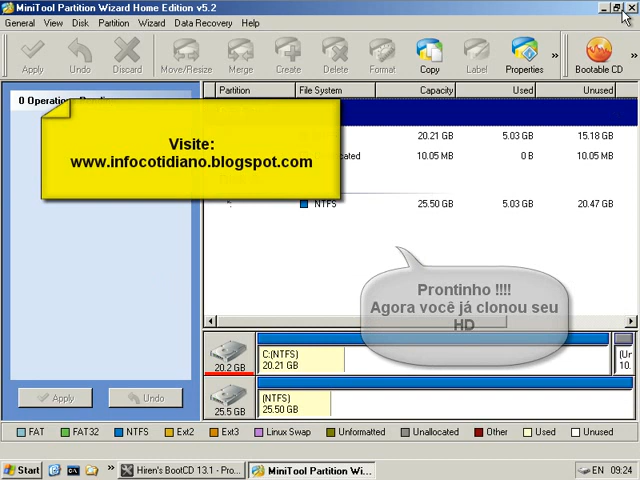 MiniTool Partition Wizard Home Edition v5.2
General View Disk Partition Wizard Data Recovery Help
Apply Undo Discard Move/Resize Merge Create Delete Format Copy Label Properties » Bootable CD »
Partition File System Capacity Used Unused
0 Operations
20.21 GB 5.03 GB 15.18 GB
10.05 MB 0 B 10.05 MB
NTFS 25.50 GB 5.03 GB 20.47 GB
Visite:
www.infocotidiano.blogspot.com
Prontinho !!!!
Agora você já clonou seu
HD
C:(NTFS)
20.21 GB
20.2 GB
(Ur
10.
(NTFS)
25.50 GB
25.5 GB
Apply Undo
FAT FAT32 NTFS Ext2 Ext3 Linux Swap Unformatted Unallocated Other Used Unused
Start » Hiren's BootCD 13.1 - Pro... MiniTool Partition Wi... EN 09:24